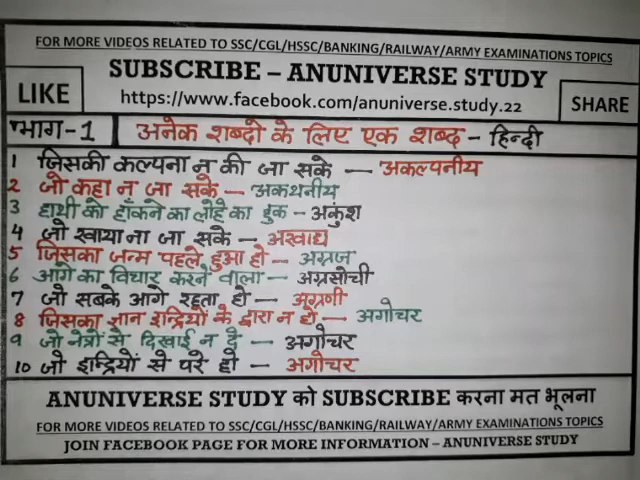 FOR MORE VIDEOS RELATED TO SSC/CGL/HSSC/BANKING/RAILWAY/ARMY EXAMINATIONS TOPICS
SUBSCRIBE – ANUNIVERSE STUDY
LIKE https://www.facebook.com/anuniverse.study.22 SHARE
भाग-1 अनेक शब्दो के लिए एक शब्द - हिन्दी
1 जिसकी कल्पना न की जा सके — अकल्पनीय
2 जो कहा न जा सके — अकथनीय
3 हाथी को हाँकने का लोहे का हुक - अकुंश
4 जो खाया ना जा सके — अखाद्य
5 जिसका जन्म पहले हुआ हो — अग्रज
6 आगे का विचार करने वाला — अग्रसोची
7 जो सबके आगे रहता हो — अग्रणी
8 जिसका ज्ञान इन्द्रियों के द्वारा न हो — अगोचर
9 जो नेत्रों से दिखाई न दे — अगोचर
10 जो इन्द्रियों से परे हो — अगोचर
ANUNIVERSE STUDY को SUBSCRIBE करना मत भूलना
FOR MORE VIDEOS RELATED TO SSC/CGL/HSSC/BANKING/RAILWAY/ARMY EXAMINATIONS TOPICS
JOIN FACEBOOK PAGE FOR MORE INFORMATION – ANUNIVERSE STUDY